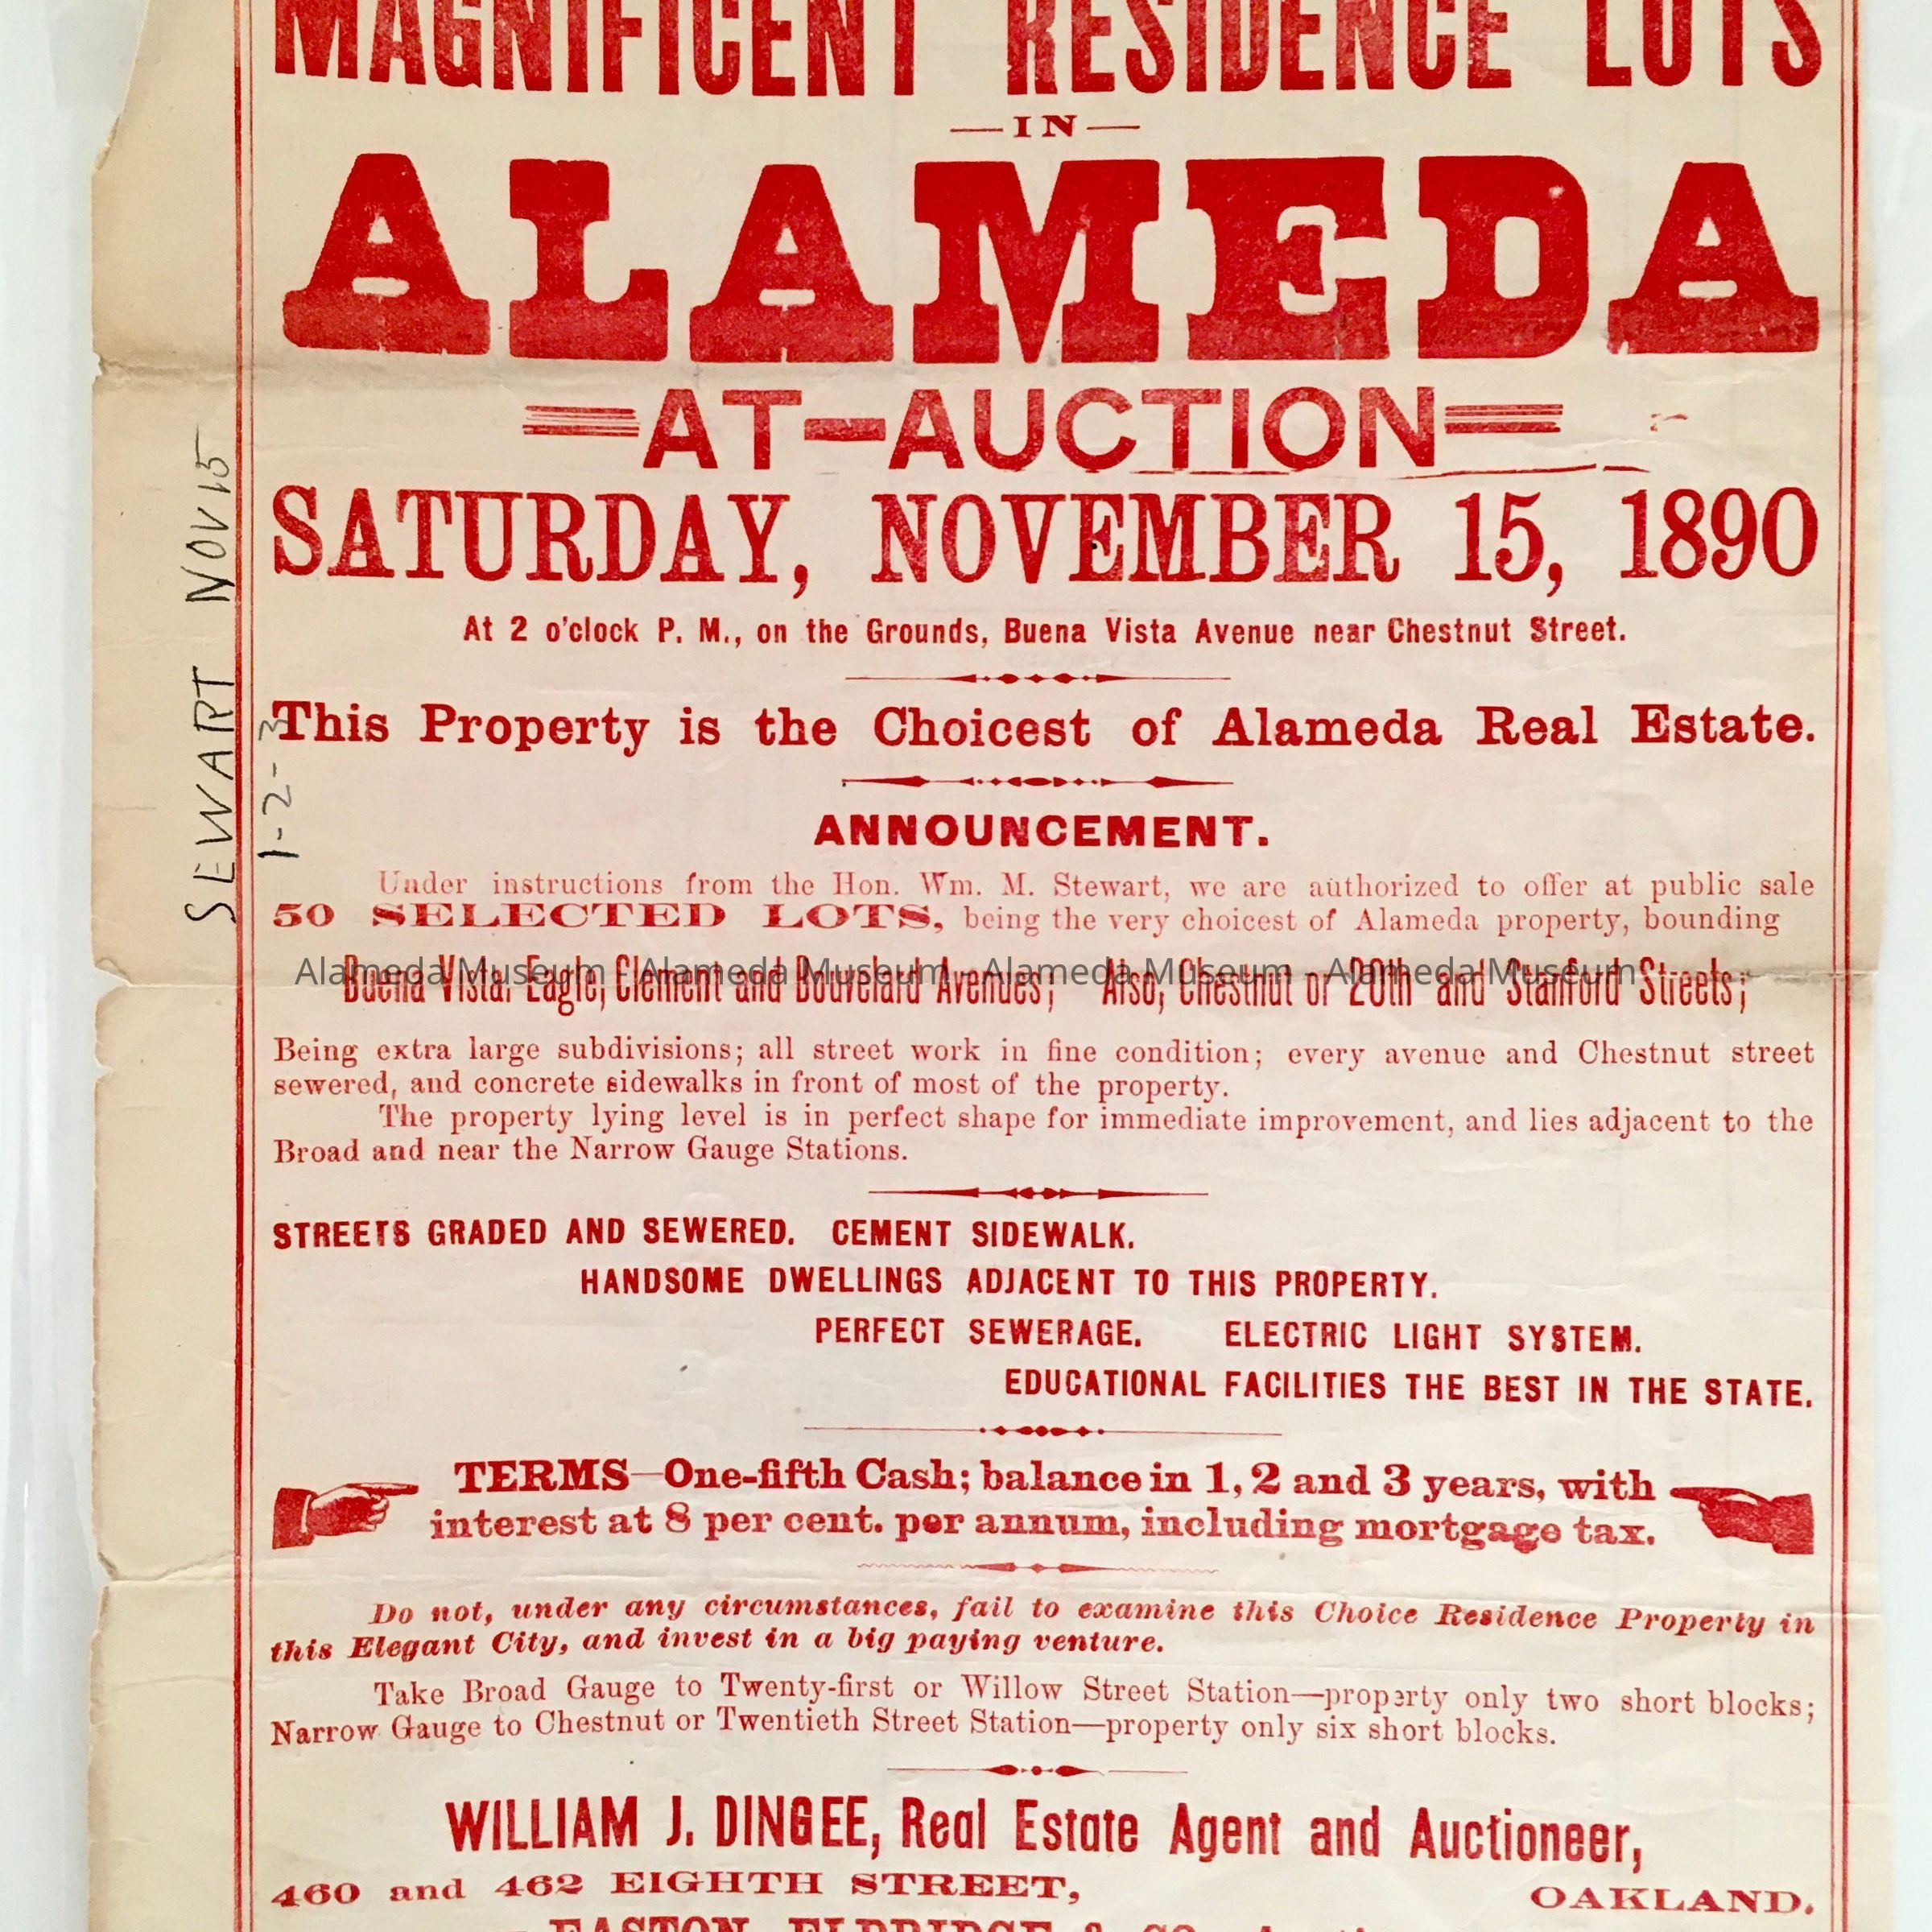 MAGNIFICENT RESIDENCE LOTS
—IN—
ALAMEDA
AT-AUCTION
SATURDAY, NOVEMBER 15, 1890
At 2 o'clock P. M., on the Grounds, Buena Vista Avenue near Chestnut Street.
This Property is the Choicest of Alameda Real Estate.
ANNOUNCEMENT.
Under instructions from the Hon. Wm. M. Stewart, we are authorized to offer at public sale
50 SELECTED LOTS, being the very choicest of Alameda property, bounding
Buena Vista, Eagle, Clement and Bouvelard Avenues; Also, Chestnut or 20th and Stanford Streets;
Alameda Museum - Alameda Museum - Alameda Museum - Alameda Museum
Being extra large subdivisions; all street work in fine condition; every avenue and Chestnut street
sewered, and concrete sidewalks in front of most of the property.
The property lying level is in perfect shape for immediate improvement, and lies adjacent to the
Broad and near the Narrow Gauge Stations.
STREETS GRADED AND SEWERED. CEMENT SIDEWALK.
HANDSOME DWELLINGS ADJACENT TO THIS PROPERTY.
PERFECT SEWERAGE. ELECTRIC LIGHT SYSTEM.
EDUCATIONAL FACILITIES THE BEST IN THE STATE.
TERMS—One-fifth Cash; balance in 1, 2 and 3 years, with
interest at 8 per cent. per annum, including mortgage tax.
Do not, under any circumstances, fail to examine this Choice Residence Property in
this Elegant City, and invest in a big paying venture.
Take Broad Gauge to Twenty-first or Willow Street Station—property only two short blocks;
Narrow Gauge to Chestnut or Twentieth Street Station—property only six short blocks.
WILLIAM J. DINGEE, Real Estate Agent and Auctioneer,
460 and 462 EIGHTH STREET, OAKLAND.
EASTON, ELDRIDGE & CO.
SEWART NOV 15
1-2-3